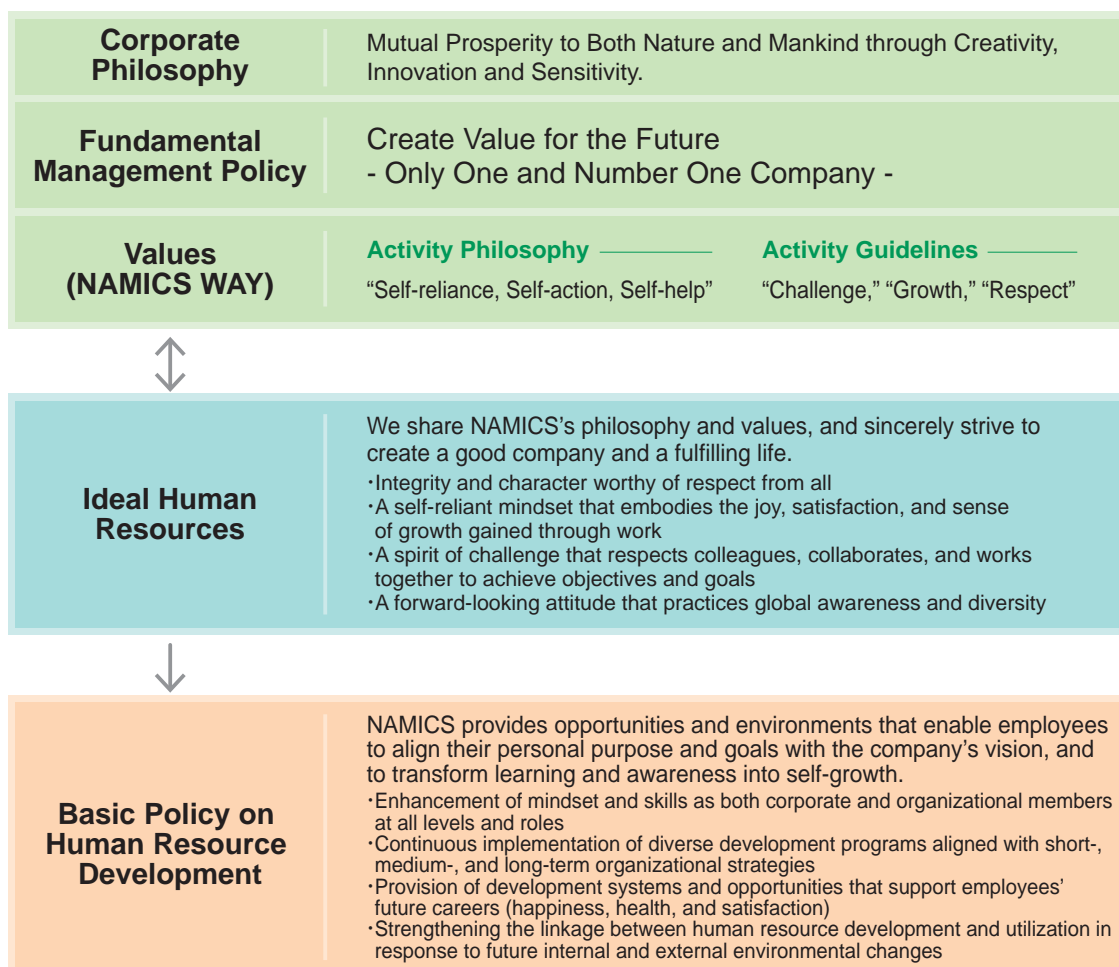 Corporate
Philosophy
Mutual Prosperity to Both Nature and Mankind through Creativity,
Innovation and Sensitivity.
Fundamental
Management Policy
Create Value for the Future
- Only One and Number One Company -
Values
(NAMICS WAY)
Activity Philosophy
“Self-reliance, Self-action, Self-help”
Activity Guidelines
“Challenge,” “Growth,” “Respect”
Ideal Human
Resources
We share NAMICS’s philosophy and values, and sincerely strive to
create a good company and a fulfilling life.
・Integrity and character worthy of respect from all
・A self-reliant mindset that embodies the joy, satisfaction, and sense
of growth gained through work
・A spirit of challenge that respects colleagues, collaborates, and works
together to achieve objectives and goals
・A forward-looking attitude that practices global awareness and diversity
Basic Policy on
Human Resource
Development
NAMICS provides opportunities and environments that enable employees
to align their personal purpose and goals with the company’s vision, and
to transform learning and awareness into self-growth.
・Enhancement of mindset and skills as both corporate and organizational members
at all levels and roles
・Continuous implementation of diverse development programs aligned with short-,
medium-, and long-term organizational strategies
・Provision of development systems and opportunities that support employees’
future careers (happiness, health, and satisfaction)
・Strengthening the linkage between human resource development and utilization in
response to future internal and external environmental changes